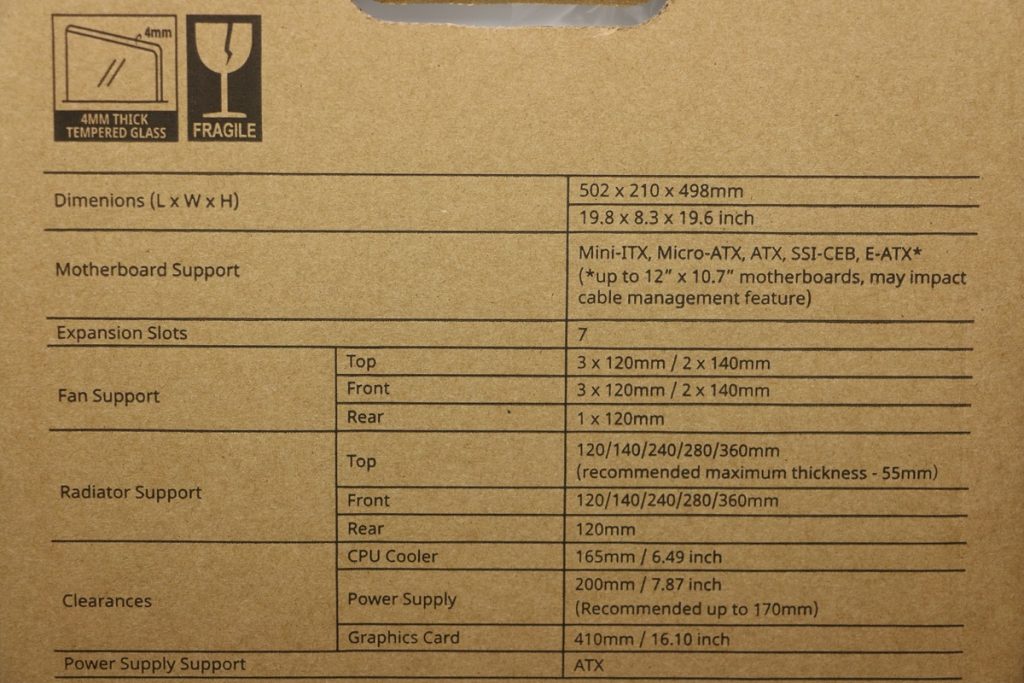 4mm
4MM THICK
TEMPERED GLASS
FRAGILE
Dimenions (L x W x H)
502 x 210 x 498mm
19.8 x 8.3 x 19.6 inch
Motherboard Support
Mini-ITX, Micro-ATX, ATX, SSI-CEB, E-ATX*
(*up to 12” x 10.7” motherboards, may impact
cable management feature)
Expansion Slots
7
Fan Support
Top
3 x 120mm / 2 x 140mm
Front
3 x 120mm / 2 x 140mm
Rear
1 x 120mm
Radiator Support
Top
120/140/240/280/360mm
(recommended maximum thickness - 55mm)
Front
120/140/240/280/360mm
Rear
120mm
Clearances
CPU Cooler
165mm / 6.49 inch
Power Supply
200mm / 7.87 inch
(Recommended up to 170mm)
Graphics Card
410mm / 16.10 inch
Power Supply Support
ATX